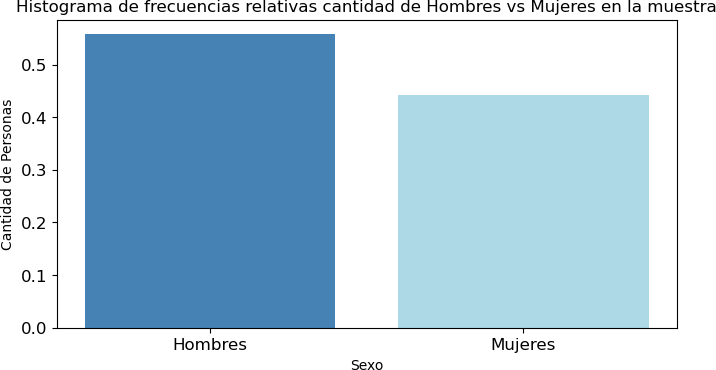 Histograma de frecuencias relativas cantidad de Hombres vs Mujeres en la muestra
Cantidad de Personas
0.5
0.4
0.3
0.2
0.1
0.0
Hombres Mujeres
Sexo